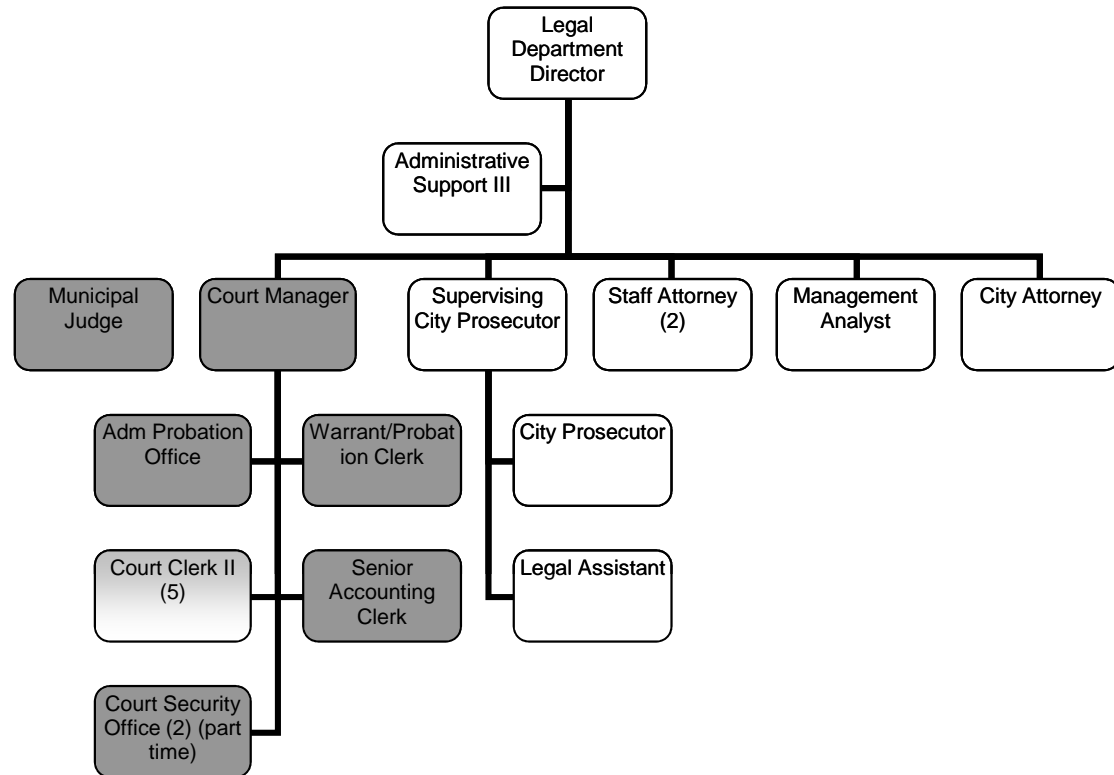 Legal
Department
Director
Administrative
Support III
Municipal
Judge
Court Manager
Supervising
City Prosecutor
Staff Attorney
(2)
Management
Analyst
City Attorney
Adm Probation
Office
Warrant/Probat
ion Clerk
City Prosecutor
Court Clerk II
(5)
Senior
Accounting
Clerk
Legal Assistant
Court Security
Office (2) (part
time)